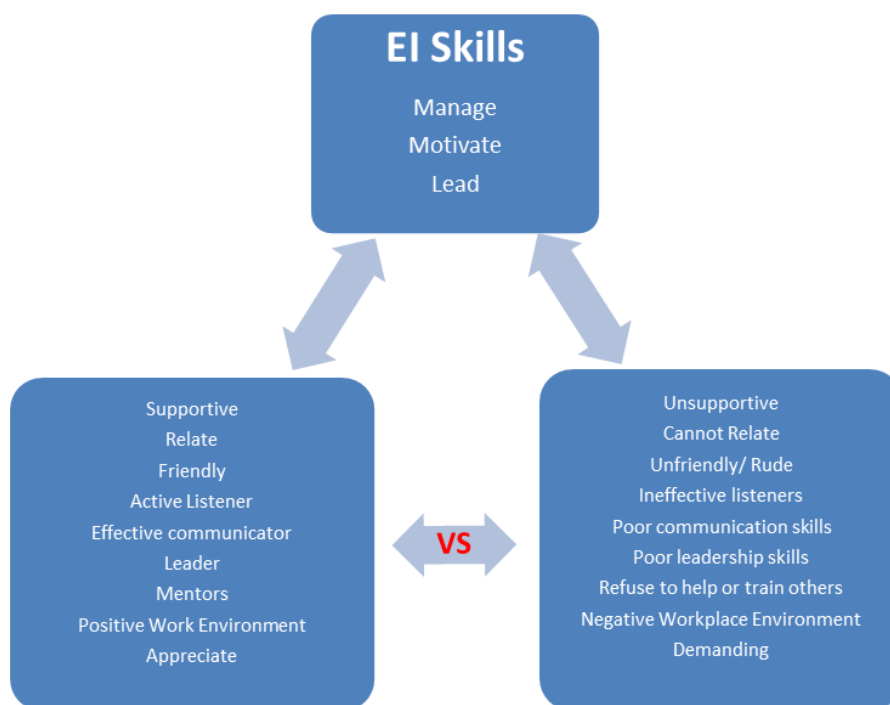 EI Skills
Manage
Motivate
Lead
Supportive
Relate
Friendly
Active Listener
Effective communicator
Leader
Mentors
Positive Work Environment
Appreciate
VS
Unsupportive
Cannot Relate
Unfriendly/ Rude
Ineffective listeners
Poor communication skills
Poor leadership skills
Refuse to help or train others
Negative Workplace Environment
Demanding